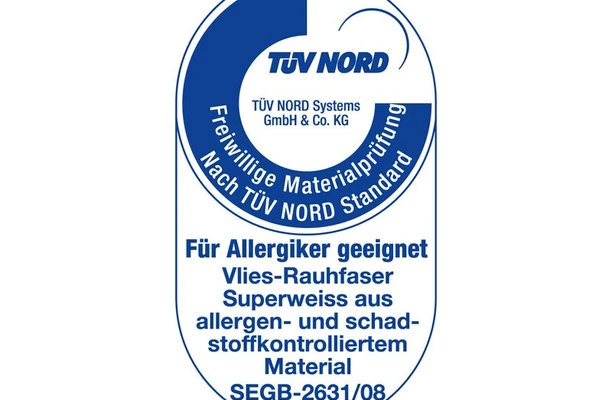 TÜV NORD
TÜV NORD Systems
GmbH & Co. KG
Freiwillige Materialprüfung
Nach TÜV NORD Standard
Für Allergiker geeignet
Vlies-Rauhfaser
Superweiss aus
allergen- und schad-
stoffkontrolliertem
Material
SEGB-2631/08